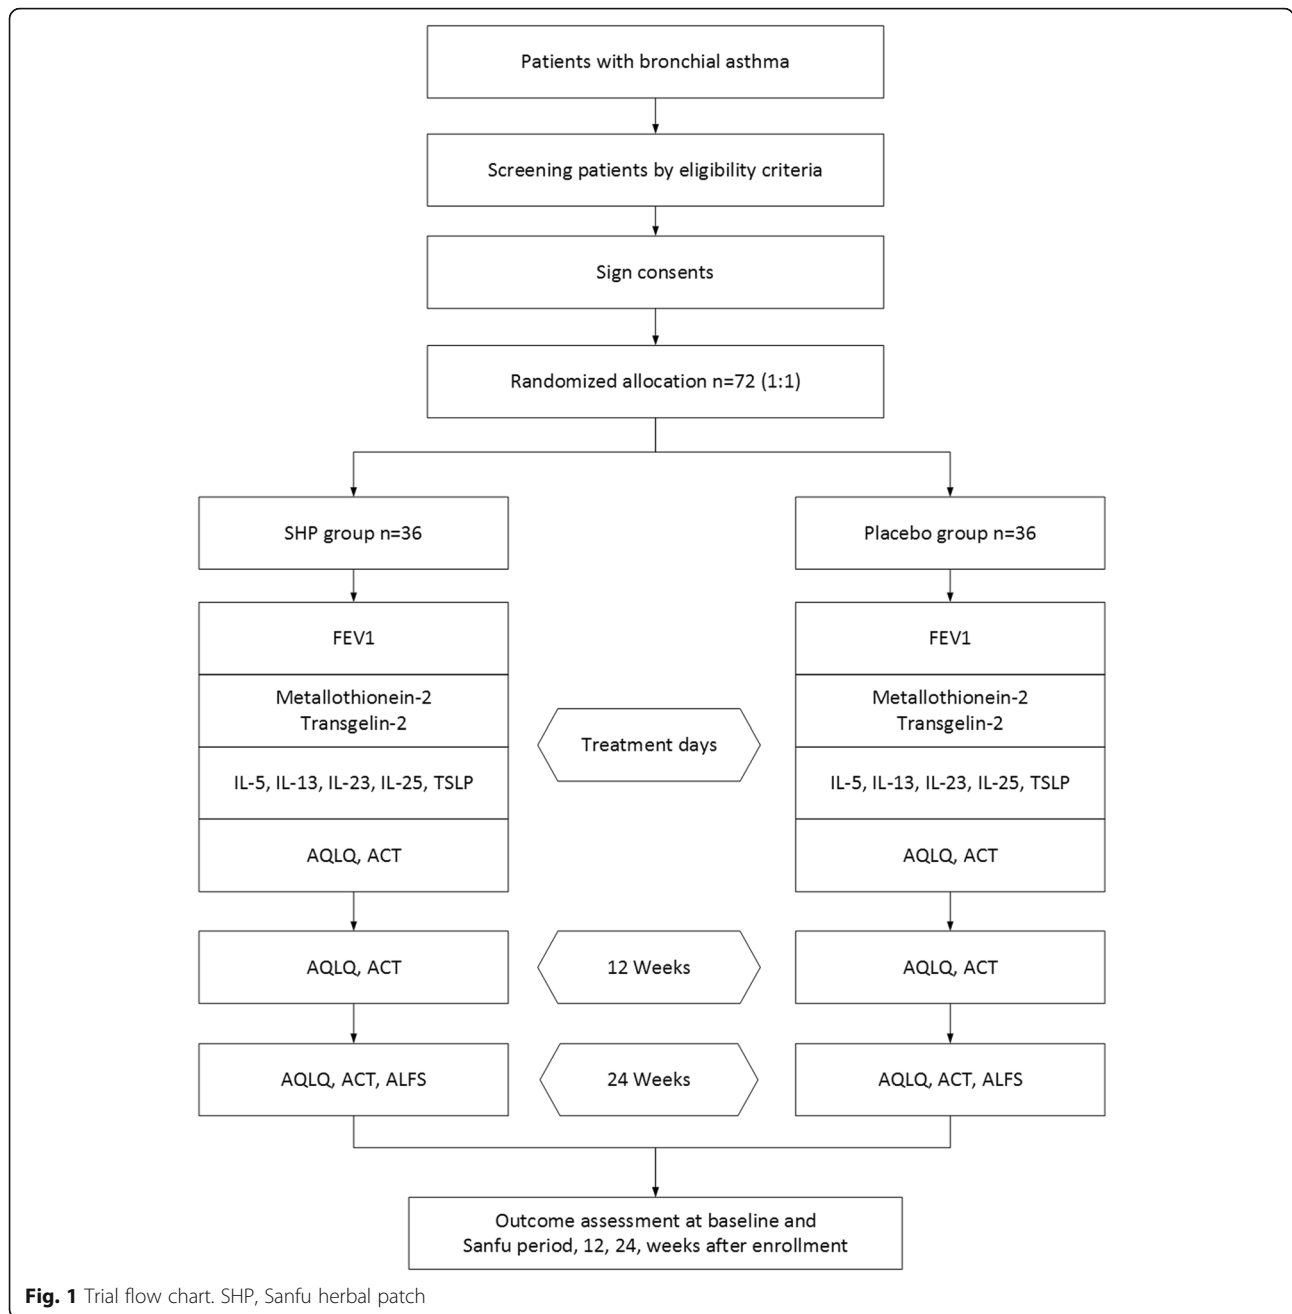 Patients with bronchial asthma
Screening patients by eligibility criteria
Sign consents
Randomized allocation n=72 (1:1)
SHP group n=36
Placebo group n=36
FEV1
FEV1
Metallothionein-2
Transgelin-2
Metallothionein-2
Transgelin-2
Treatment days
IL-5, IL-13, IL-23, IL-25, TSLP
IL-5, IL-13, IL-23, IL-25, TSLP
AQLQ, ACT
AQLQ, ACT
AQLQ, ACT
12 Weeks
AQLQ, ACT
AQLQ, ACT, ALFS
24 Weeks
AQLQ, ACT, ALFS
Outcome assessment at baseline and
Sanfu period, 12, 24, weeks after enrollment
Fig. 1 Trial flow chart. SHP, Sanfu herbal patch